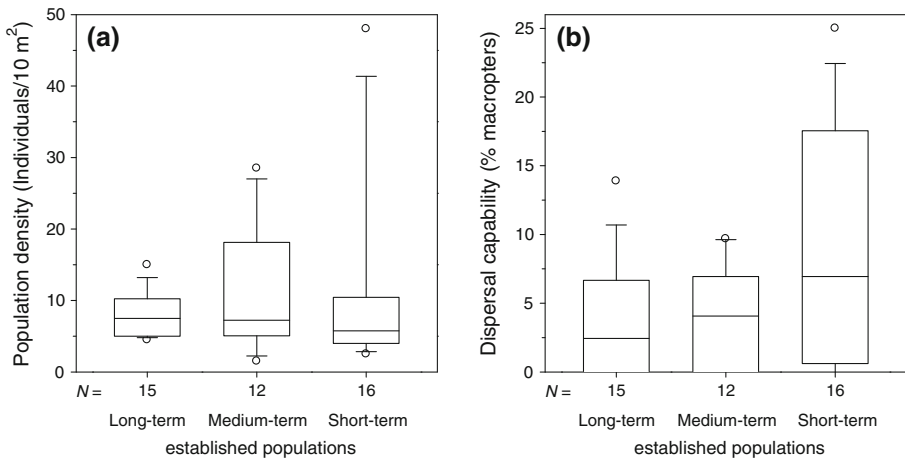 (a)
Population density (Individuals/10 m²)
50
40
30
20
10
0
N = 15 12 16
Long-term Medium-term Short-term
established populations
(b)
Dispersal capability (% macropters)
25
20
15
10
5
0
15 12 16
Long-term Medium-term Short-term
established populations